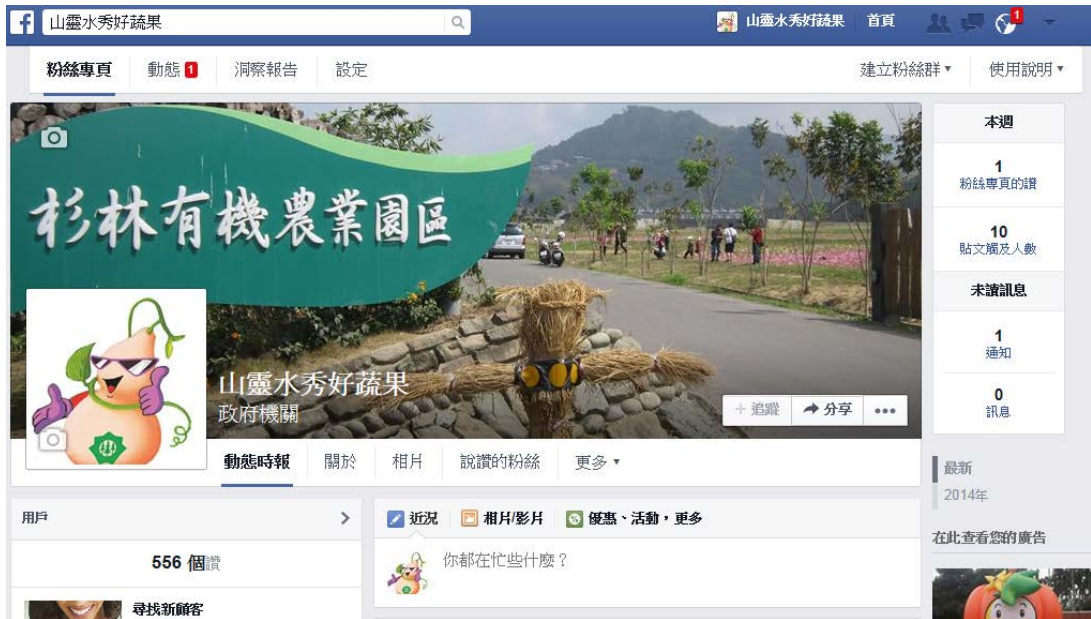 山靈水秀好蔬果
山靈水秀好蔬果 首頁 1
粉絲專頁 動態 1 洞察報告 設定 建立粉絲群 使用說明
杉林有機農業園區
山靈水秀好蔬果
政府機關
+ 追蹤 分享 •••
動態時報 關於 相片 說讚的粉絲 更多
本週
1
粉絲專頁的讚
10
貼文觸及人數
未讀訊息
1
通知
0
訊息
最新
2014年
在此查看您的廣告
用戶
556 個讚
尋找新顧客
近況 相片/影片 優惠、活動，更多
你都在忙些什麼？